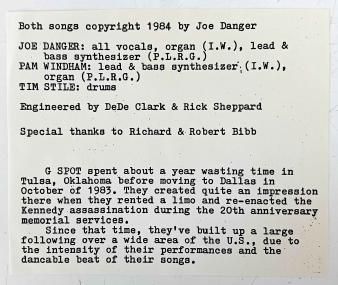 Both songs copyright 1984 by Joe Danger
JOE DANGER: all vocals, organ (I.W.), lead &
bass synthesizer (P.L.R.G.)
PAM WINDHAM: lead & bass synthesizer (I.W.),
organ (P.L.R.G.)
TIM STILE: drums
Engineered by DeDe Clark & Rick Sheppard
Special thanks to Richard & Robert Bibb
G SPOT spent about a year wasting time in
Tulsa, Oklahoma before moving to Dallas in
October of 1983. They created quite an impression
there when they rented a limo and re-enacted the
Kennedy assassination during the 20th anniversary
memorial services.
Since that time, they've built up a large
following over a wide area of the U.S., due to
the intensity of their performances and the
dancable beat of their songs.